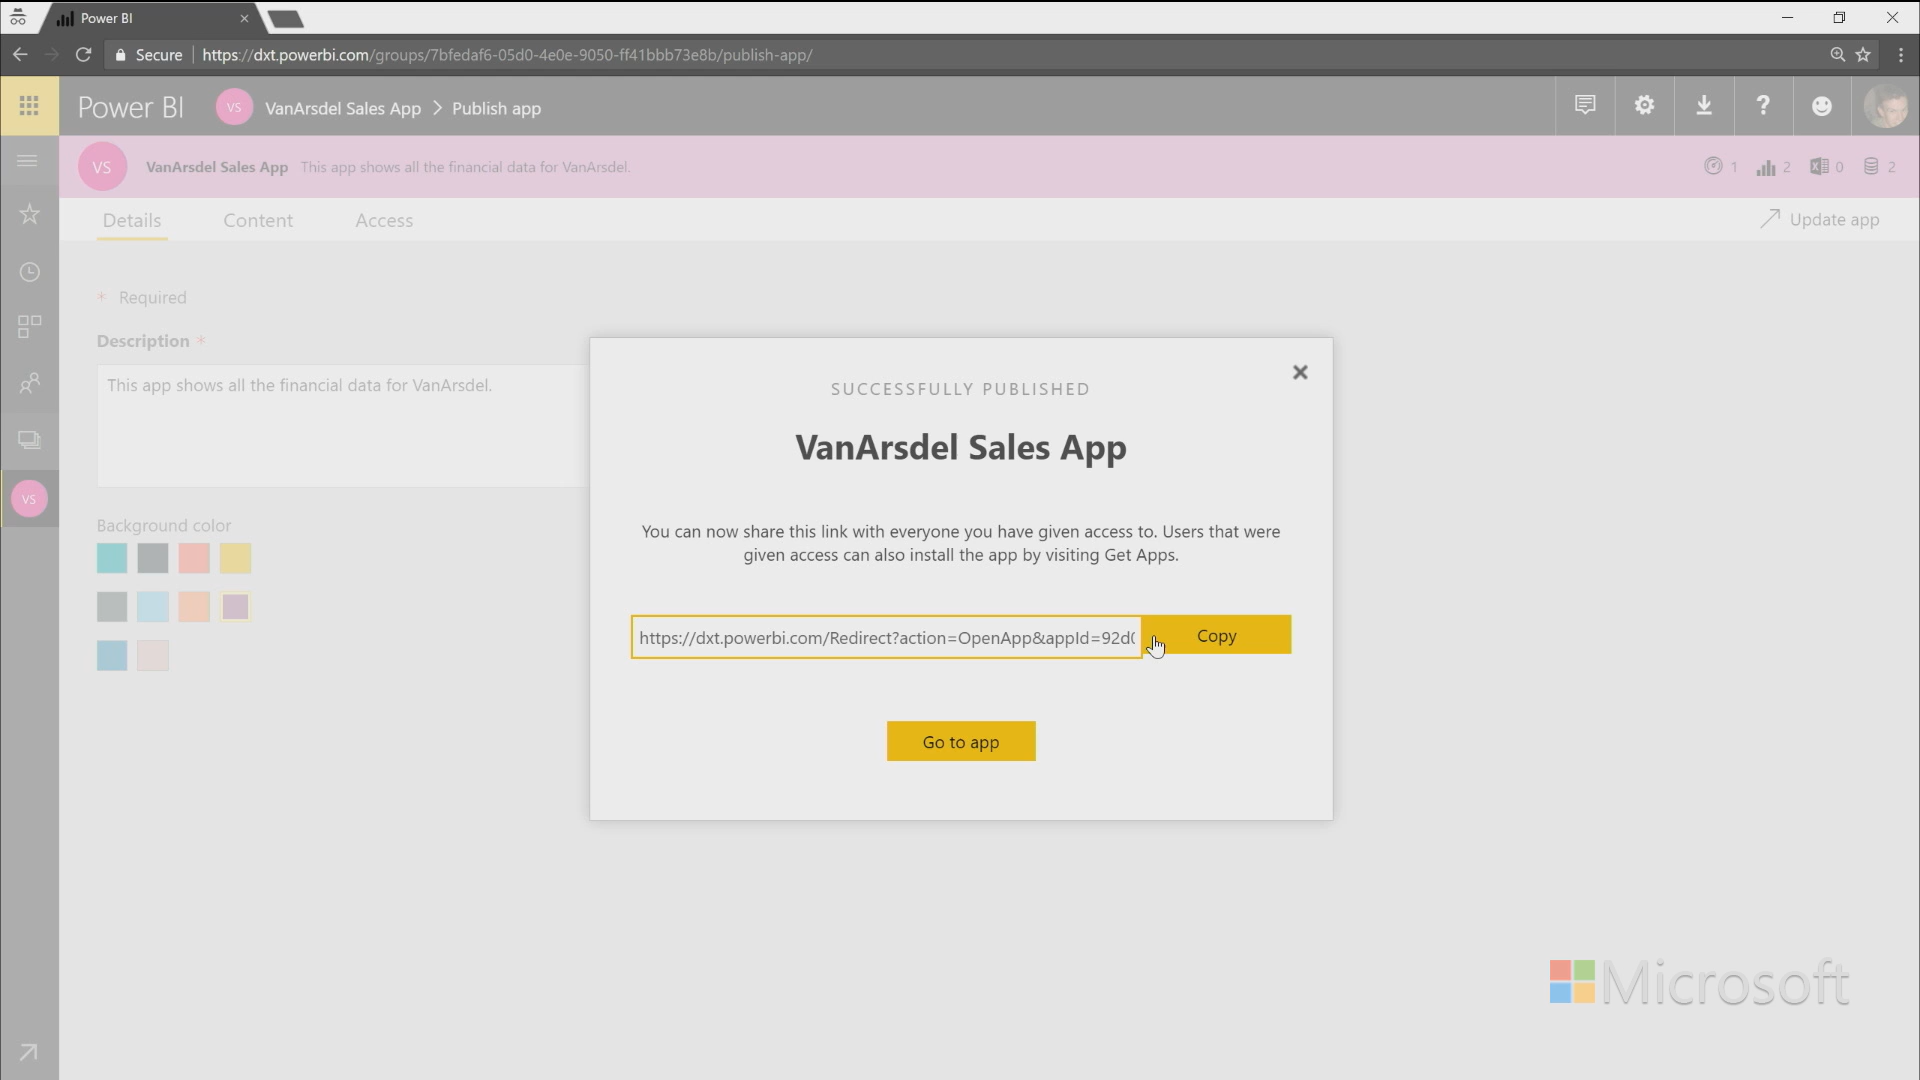 Power BI
Secure
https://dxt.powerbi.com/groups/7bfedaf6-05d0-4e0e-9050-ff41bbb73e8b/publish-app/
Power BI
VS
VanArsdel Sales App > Publish app
?
VS
VanArsdel Sales App
This app shows all the financial data for VanArsdel.
1
2
0
2
Details
Content
Access
Update app
* Required
Description *
This app shows all the financial data for VanArsdel.
VS
Background color
SUCCESSFULLY PUBLISHED
VanArsdel Sales App
You can now share this link with everyone you have given access to. Users that were
given access can also install the app by visiting Get Apps.
https://dxt.powerbi.com/Redirect?action=OpenApp&appId=92d
Copy
Go to app
Microsoft